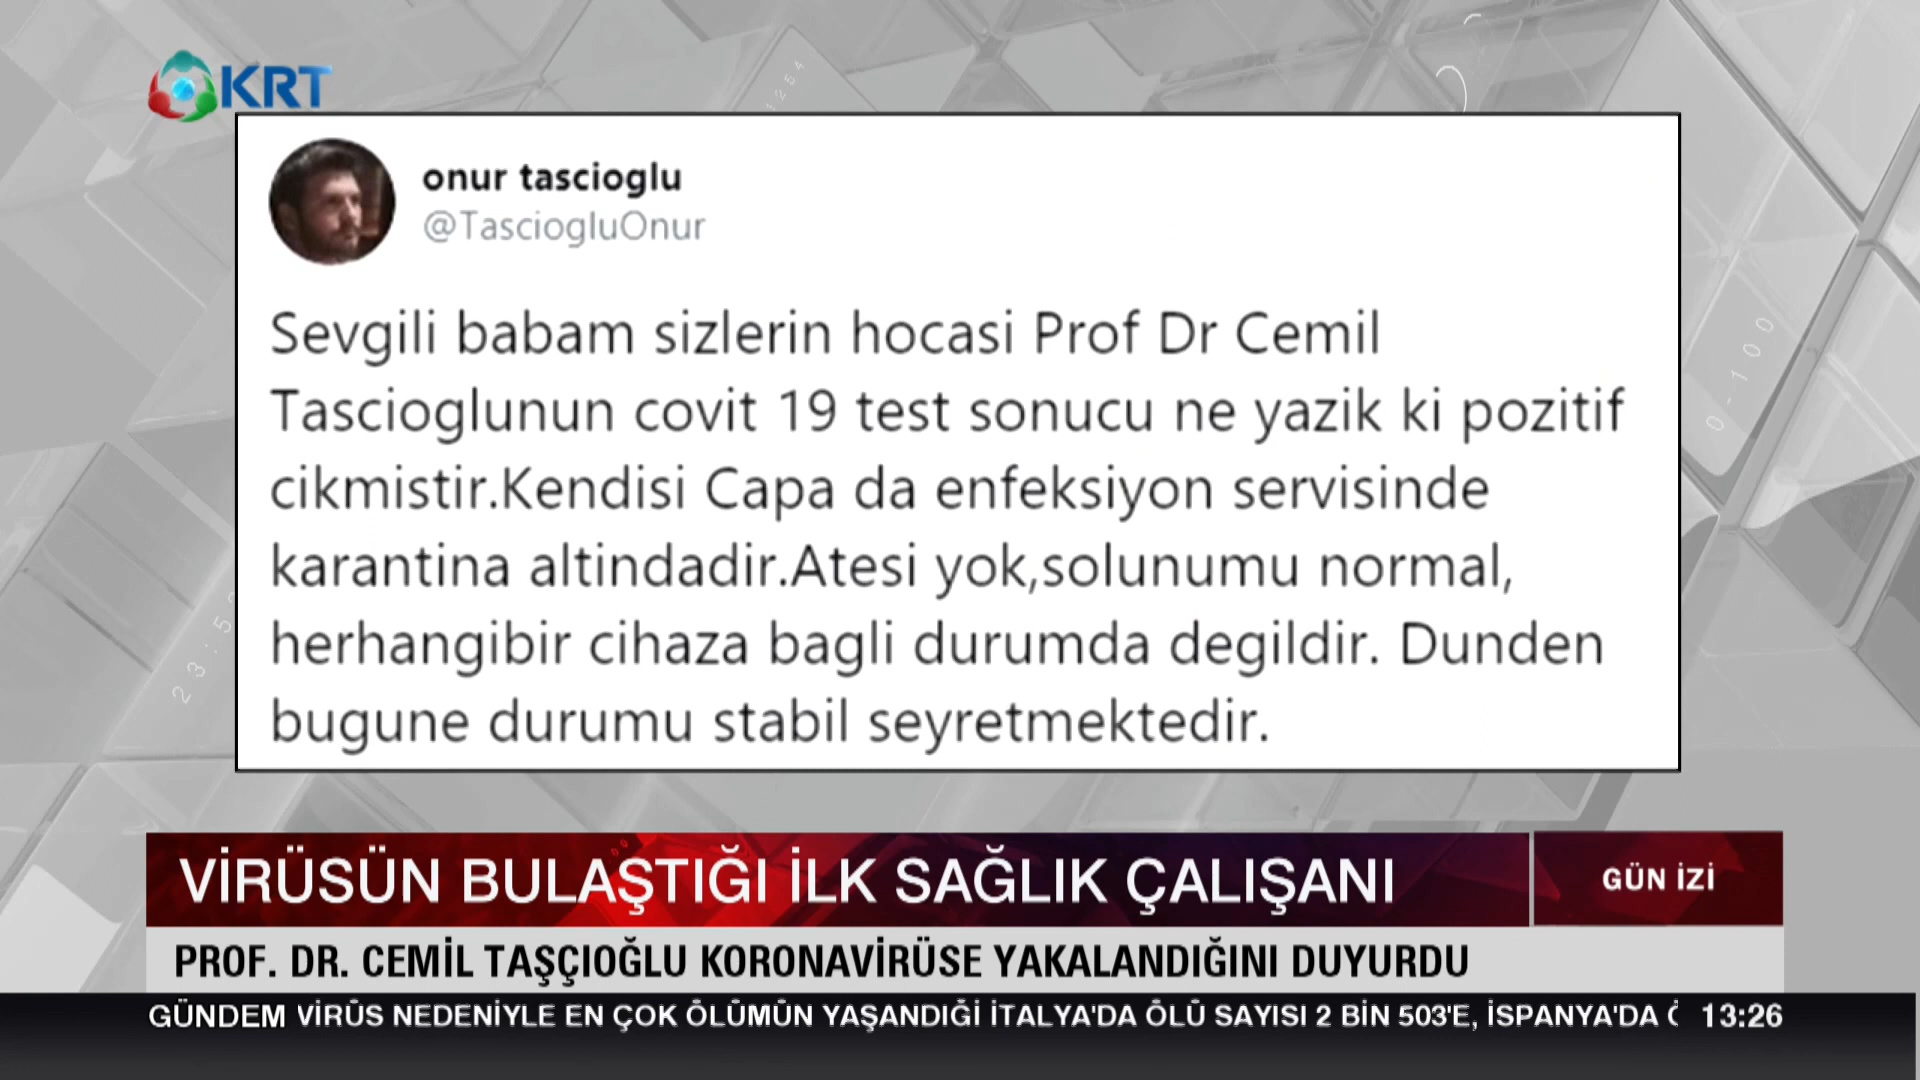 KRT
onur tascioglu
@TasciogluOnur
Sevgili babam sizlerin hocasi Prof Dr Cemil
Tascioglunun covit 19 test sonucu ne yazik ki pozitif
cikmistir.Kendisi Capa da enfeksiyon servisinde
karantina altindadir.Atesi yok,solunumu normal,
herhangibir cihaza bagli durumda degildir. Dunden
bugune durumu stabil seyretmektedir.
VİRÜSÜN BULAŞTIĞI İLK SAĞLIK ÇALIŞANI
GÜN İZİ
PROF. DR. CEMİL TAŞÇIOĞLU KORONAVİRÜSE YAKALANDIĞINI DUYURDU
GÜNDEM VİRÜS NEDENİYLE EN ÇOK ÖLÜMÜN YAŞANDIĞİ İTALYA'DA ÖLÜ SAYISI 2 BİN 503'E, İSPANYA'DA 13:26